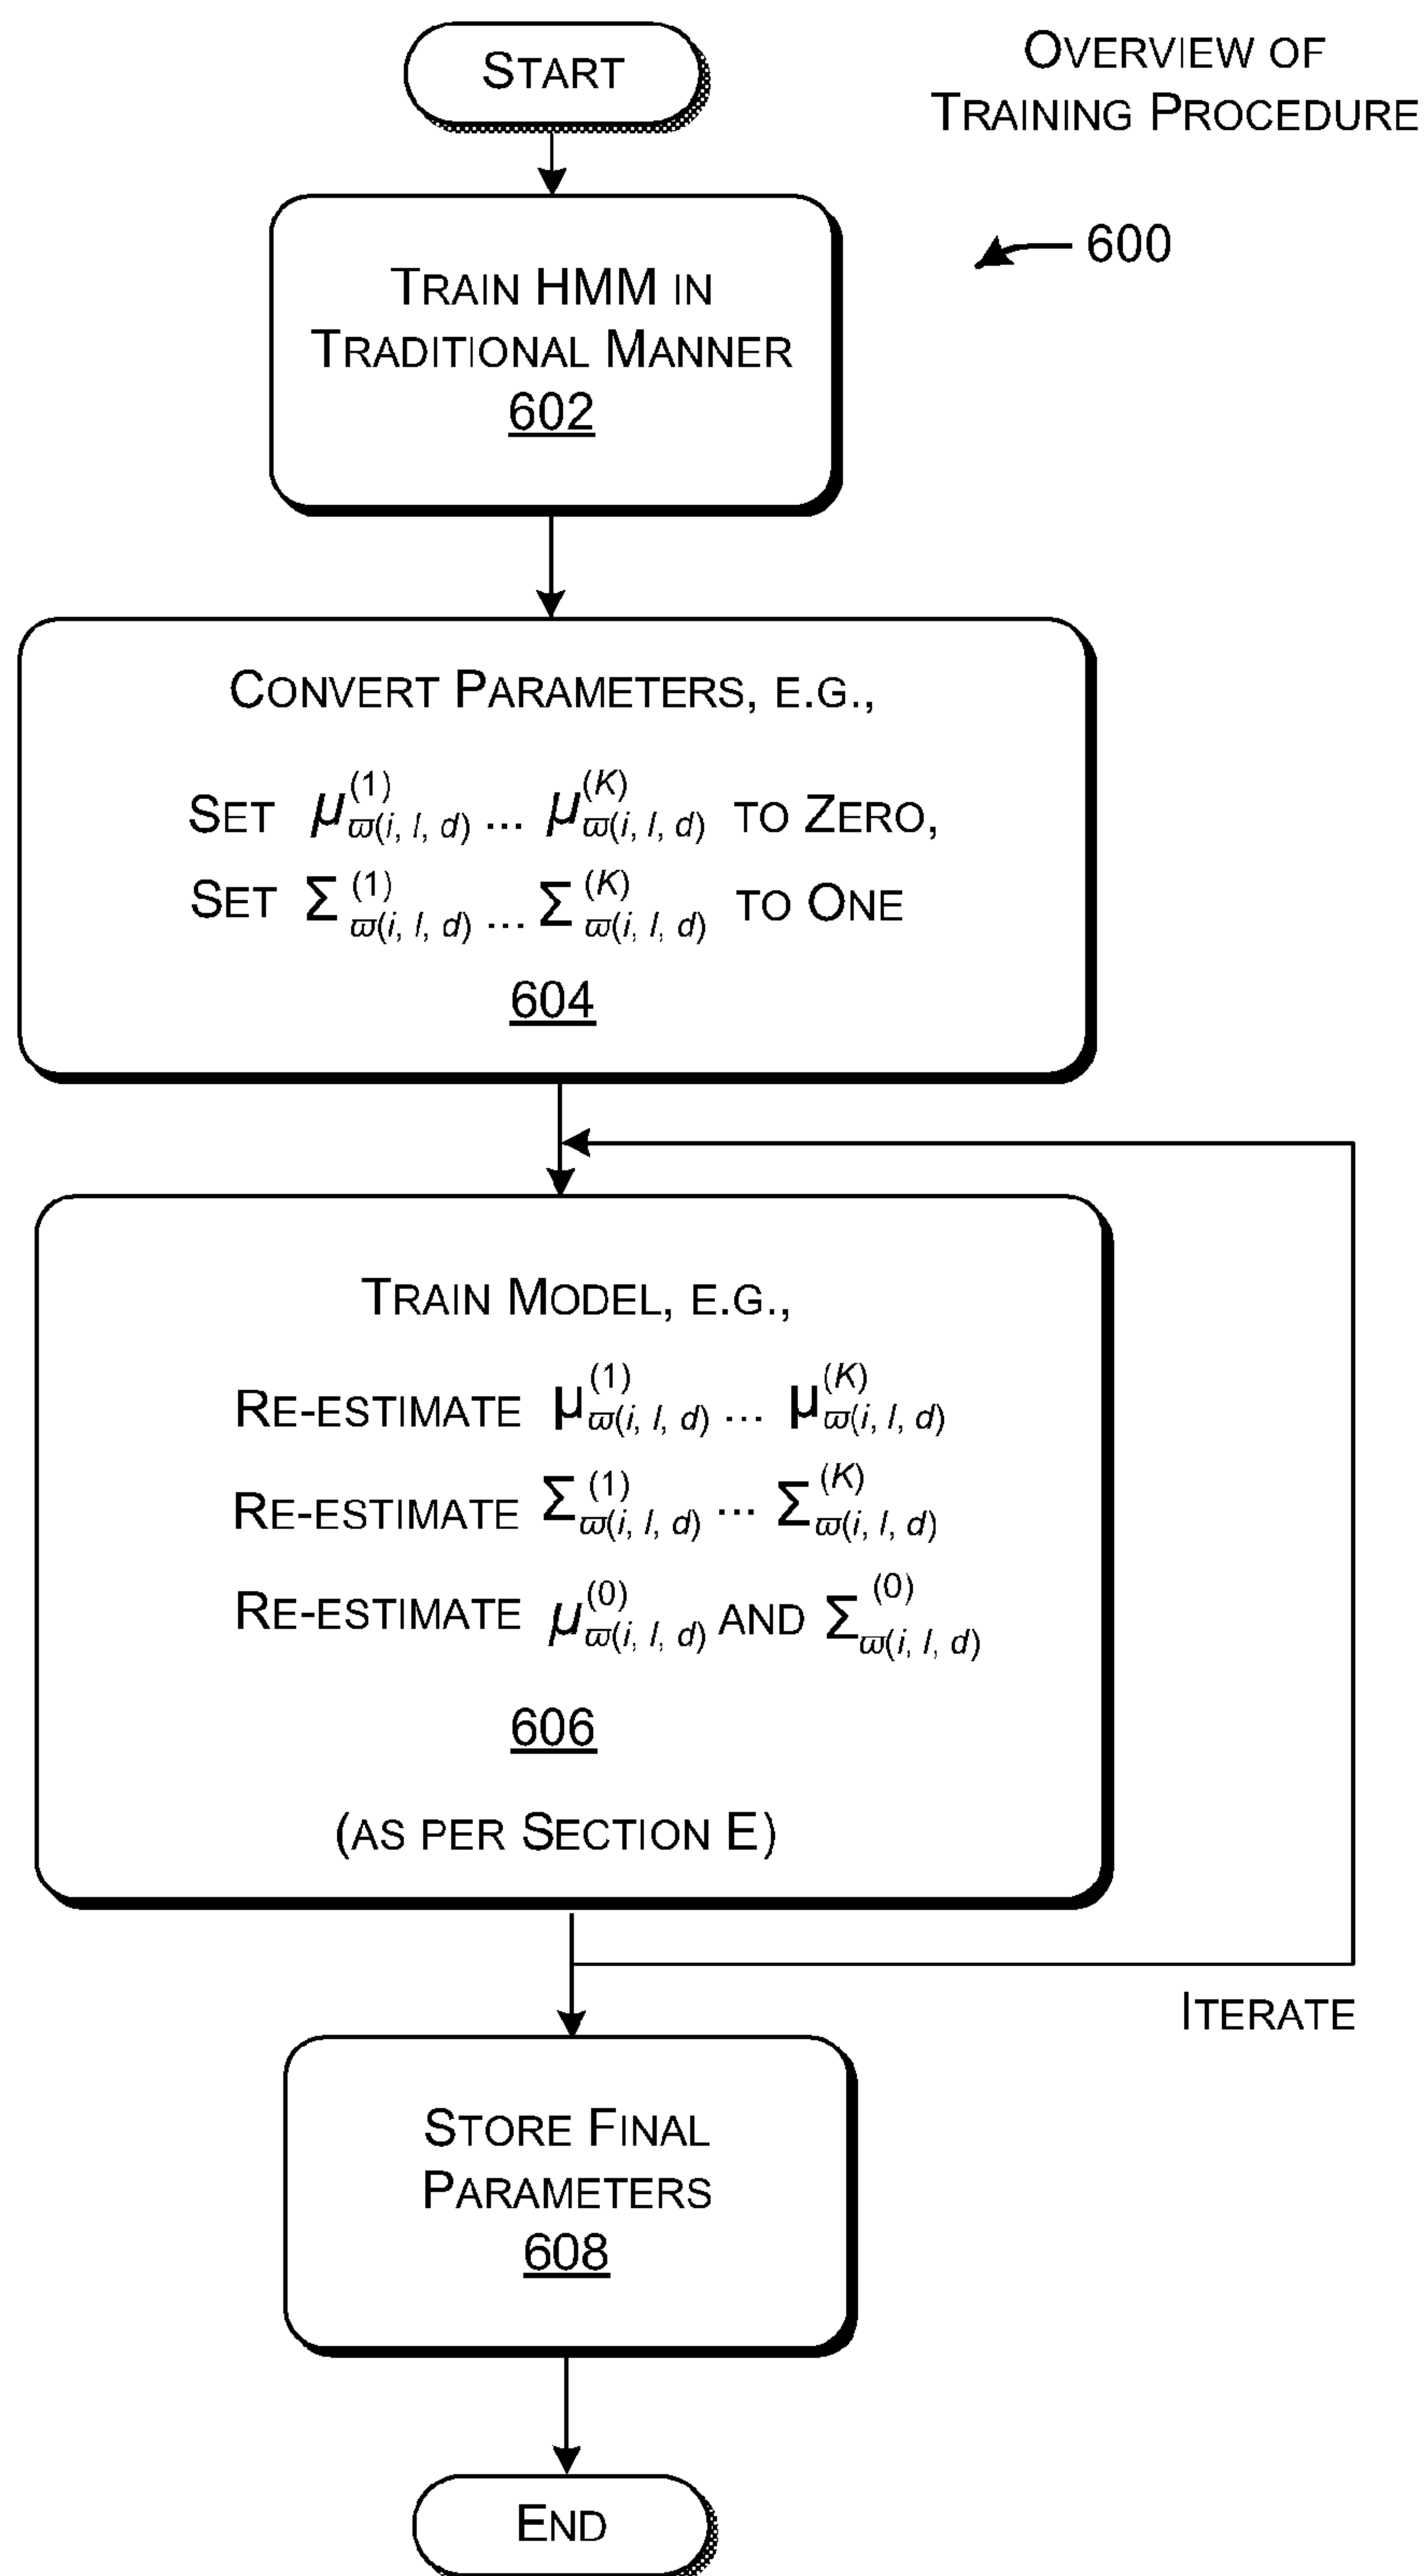 START
OVERVIEW OF
TRAINING PROCEDURE
600
TRAIN HMM IN
TRADITIONAL MANNER
602
CONVERT PARAMETERS, E.G.,
SET μ^{(1)}_{ϖ(i, l, d)} ... μ^{(K)}_{ϖ(i, l, d)} TO ZERO,
SET Σ^{(1)}_{ϖ(i, l, d)} ... Σ^{(K)}_{ϖ(i, l, d)} TO ONE
604
TRAIN MODEL, E.G.,
RE-ESTIMATE μ^{(1)}_{ϖ(i, l, d)} ... μ^{(K)}_{ϖ(i, l, d)}
RE-ESTIMATE Σ^{(1)}_{ϖ(i, l, d)} ... Σ^{(K)}_{ϖ(i, l, d)}
RE-ESTIMATE μ^{(0)}_{ϖ(i, l, d)} AND Σ^{(0)}_{ϖ(i, l, d)}
606
(AS PER SECTION E)
ITERATE
STORE FINAL
PARAMETERS
608
END